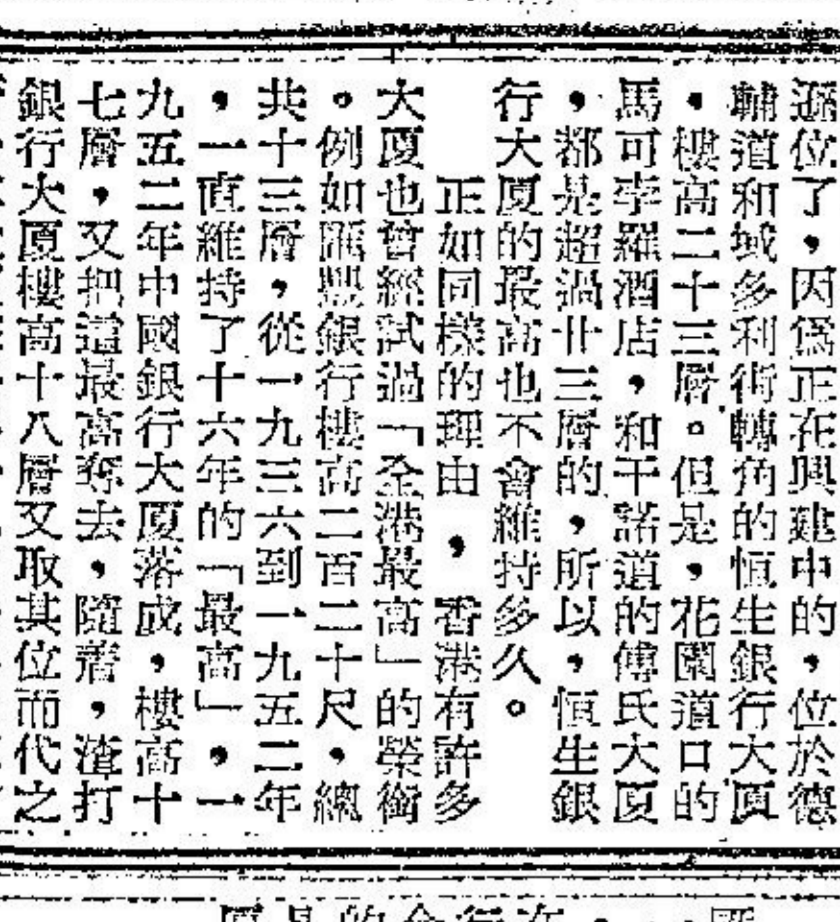 遜位了，因爲正在興建中的，位於德
輔道和域多利街轉角的恒生銀行大厦
，樓高二十三層。但是，花園道口的
馬可孛羅酒店，和干諾道的傅氏大厦
，都是超過廿三層的，所以，恒生銀
行大厦的最高也不會維持多久。
正如同樣的理由，香港有許多
大厦也曾經試過「全港最高」的榮銜
。例如滙豐銀行樓高二百二十尺，總
共十三層，從一九三六到一九五二年
，一直維持了十六年的「最高」，一
九五二年中國銀行大厦落成，樓高十
七層，又把這最高奪去，隨着，渣打
銀行大厦樓高十八層又取其位而代之